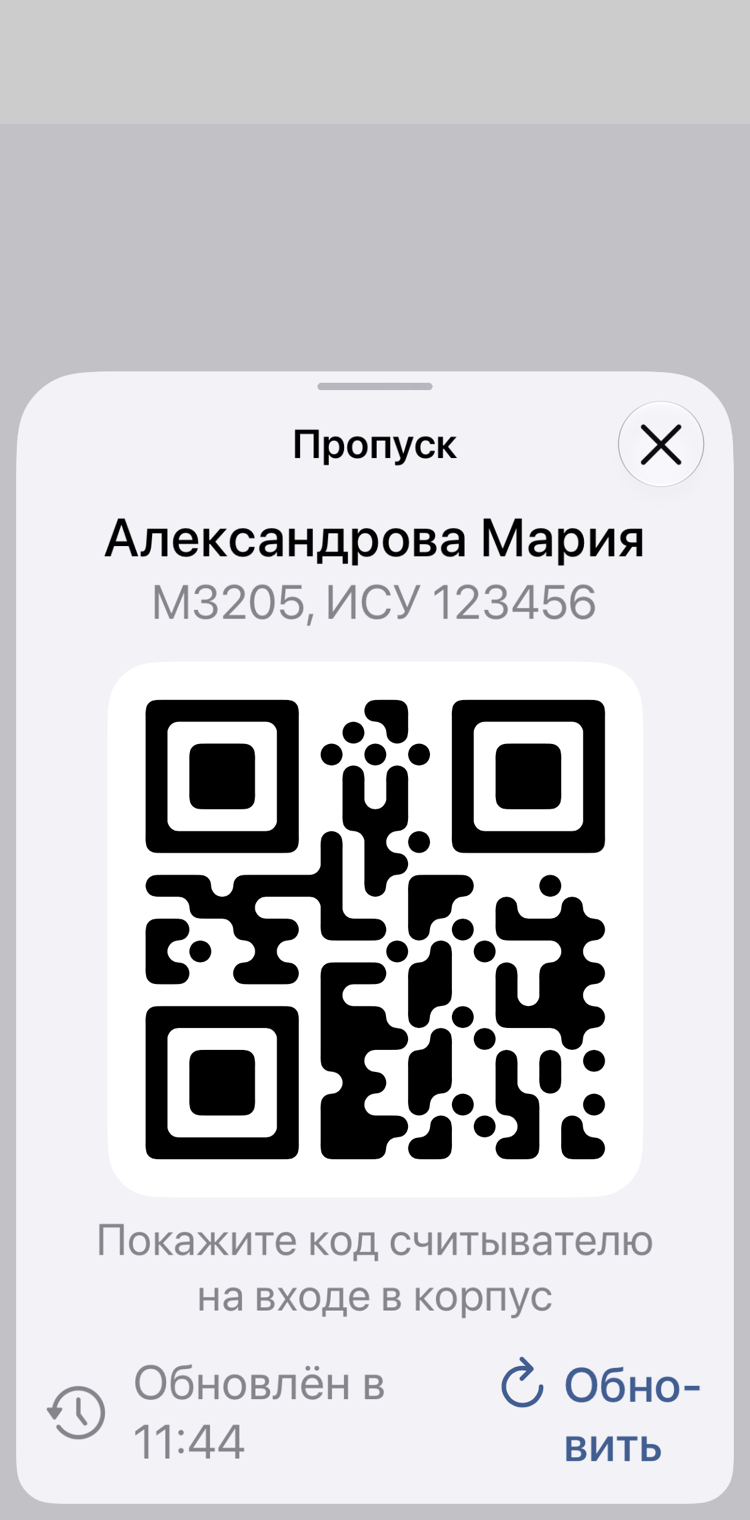 Пропуск
Александрова Мария
M3205, ИСУ 123456
Покажите код считывателю
на входе в корпус
Обновлён в
11:44
Обно-
вить